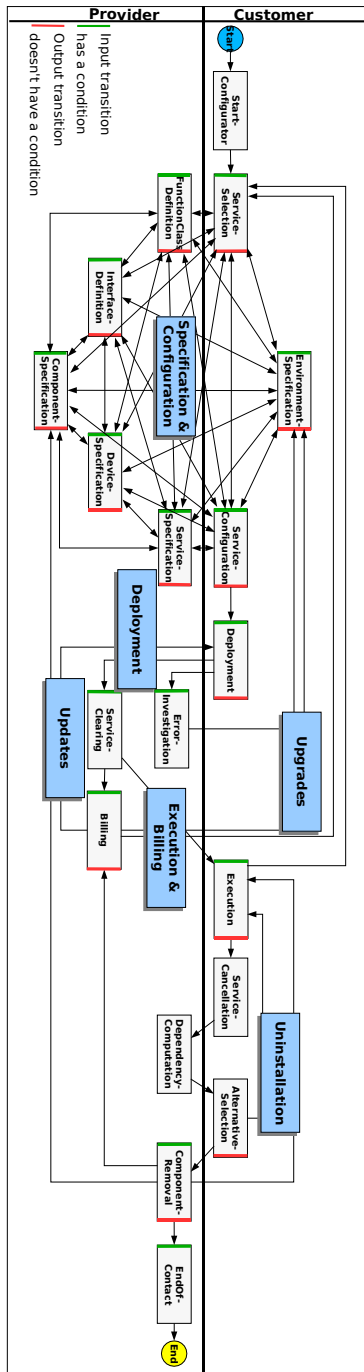 Provider
Customer
Start
Start-
Configurator
Service-
Selection
FunctionClass
Definition
Interface-
Definition
Component-
Specification
Environment-
Specification
Device-
Specification
Service-
Specification
Service-
Configuration
Specification &
Configuration
Input transition
has a condition
Output transition
doesn't have a condition
Deployment
Deployment
Error-
Investigation
Service-
Clearing
Billing
Updates
Upgrades
Execution &
Billing
Execution
Service-
Cancellation
Dependency-
Computation
Alternative-
Selection
Uninstallation
Component-
Removal
EndOf-
Contact
End